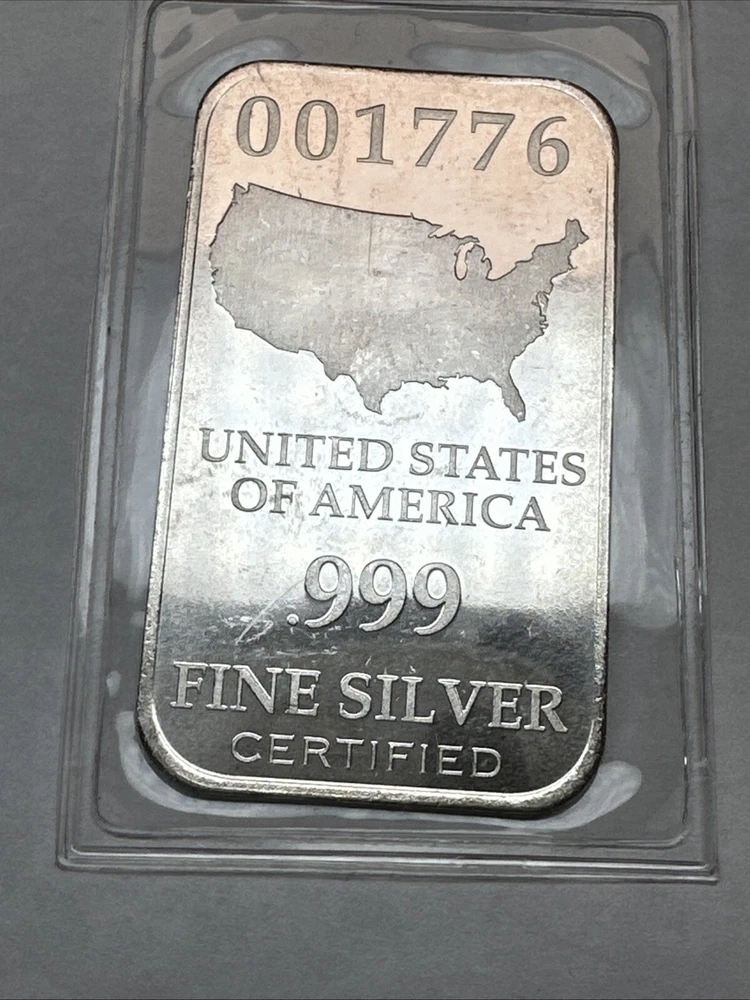 001776
UNITED STATES
OF AMERICA
.999
FINE SILVER
CERTIFIED